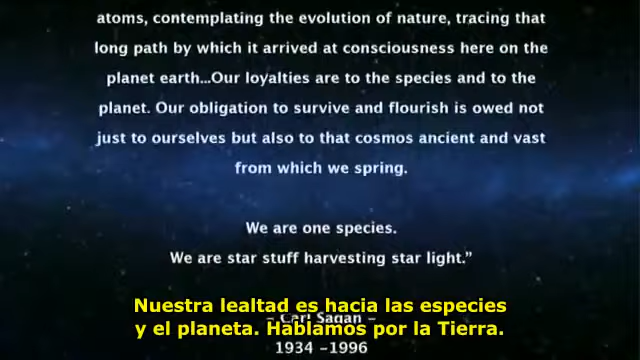 atoms, contemplating the evolution of nature, tracing that
long path by which it arrived at consciousness here on the
planet earth...Our loyalties are to the species and to the
planet. Our obligation to survive and flourish is owed not
just to ourselves but also to that cosmos ancient and vast
from which we spring.
We are one species.
We are star stuff harvesting star light.”
Nuestra lealtad es hacia las especies
– Carl Sagan –
y el planeta. Hablamos por la Tierra.
1934 –1996